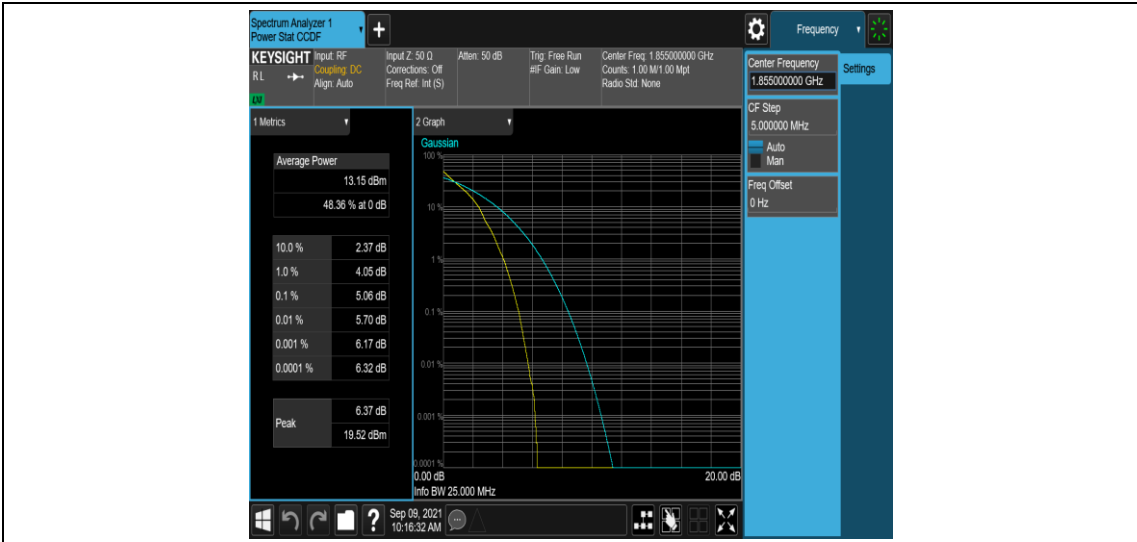 Spectrum Analyzer 1
Power Stat CCDF
+
Frequency
KEYSIGHT
RL
LXI
Input: RF
Coupling: DC
Align: Auto
Input Z: 50 Ω
Corrections: Off
Freq Ref: Int (S)
Atten: 50 dB
Trig: Free Run
#IF Gain: Low
Center Freq: 1.855000000 GHz
Counts: 1.00 M/1.00 Mpt
Radio Std: None
Center Frequency
1.855000000 GHz
Settings
CF Step
5.000000 MHz
Auto
Man
Freq Offset
0 Hz
1 Metrics
Average Power
13.15 dBm
48.36 % at 0 dB
10.0 % 2.37 dB
1.0 % 4.05 dB
0.1 % 5.06 dB
0.01 % 5.70 dB
0.001 % 6.17 dB
0.0001 % 6.32 dB
Peak
6.37 dB
19.52 dBm
2 Graph
Gaussian
100 %
10 %
1 %
0.1 %
0.01 %
0.001 %
0.0001 %
0.00 dB 20.00 dB
Info BW 25.000 MHz
?
Sep 09, 2021
10:16:32 AM